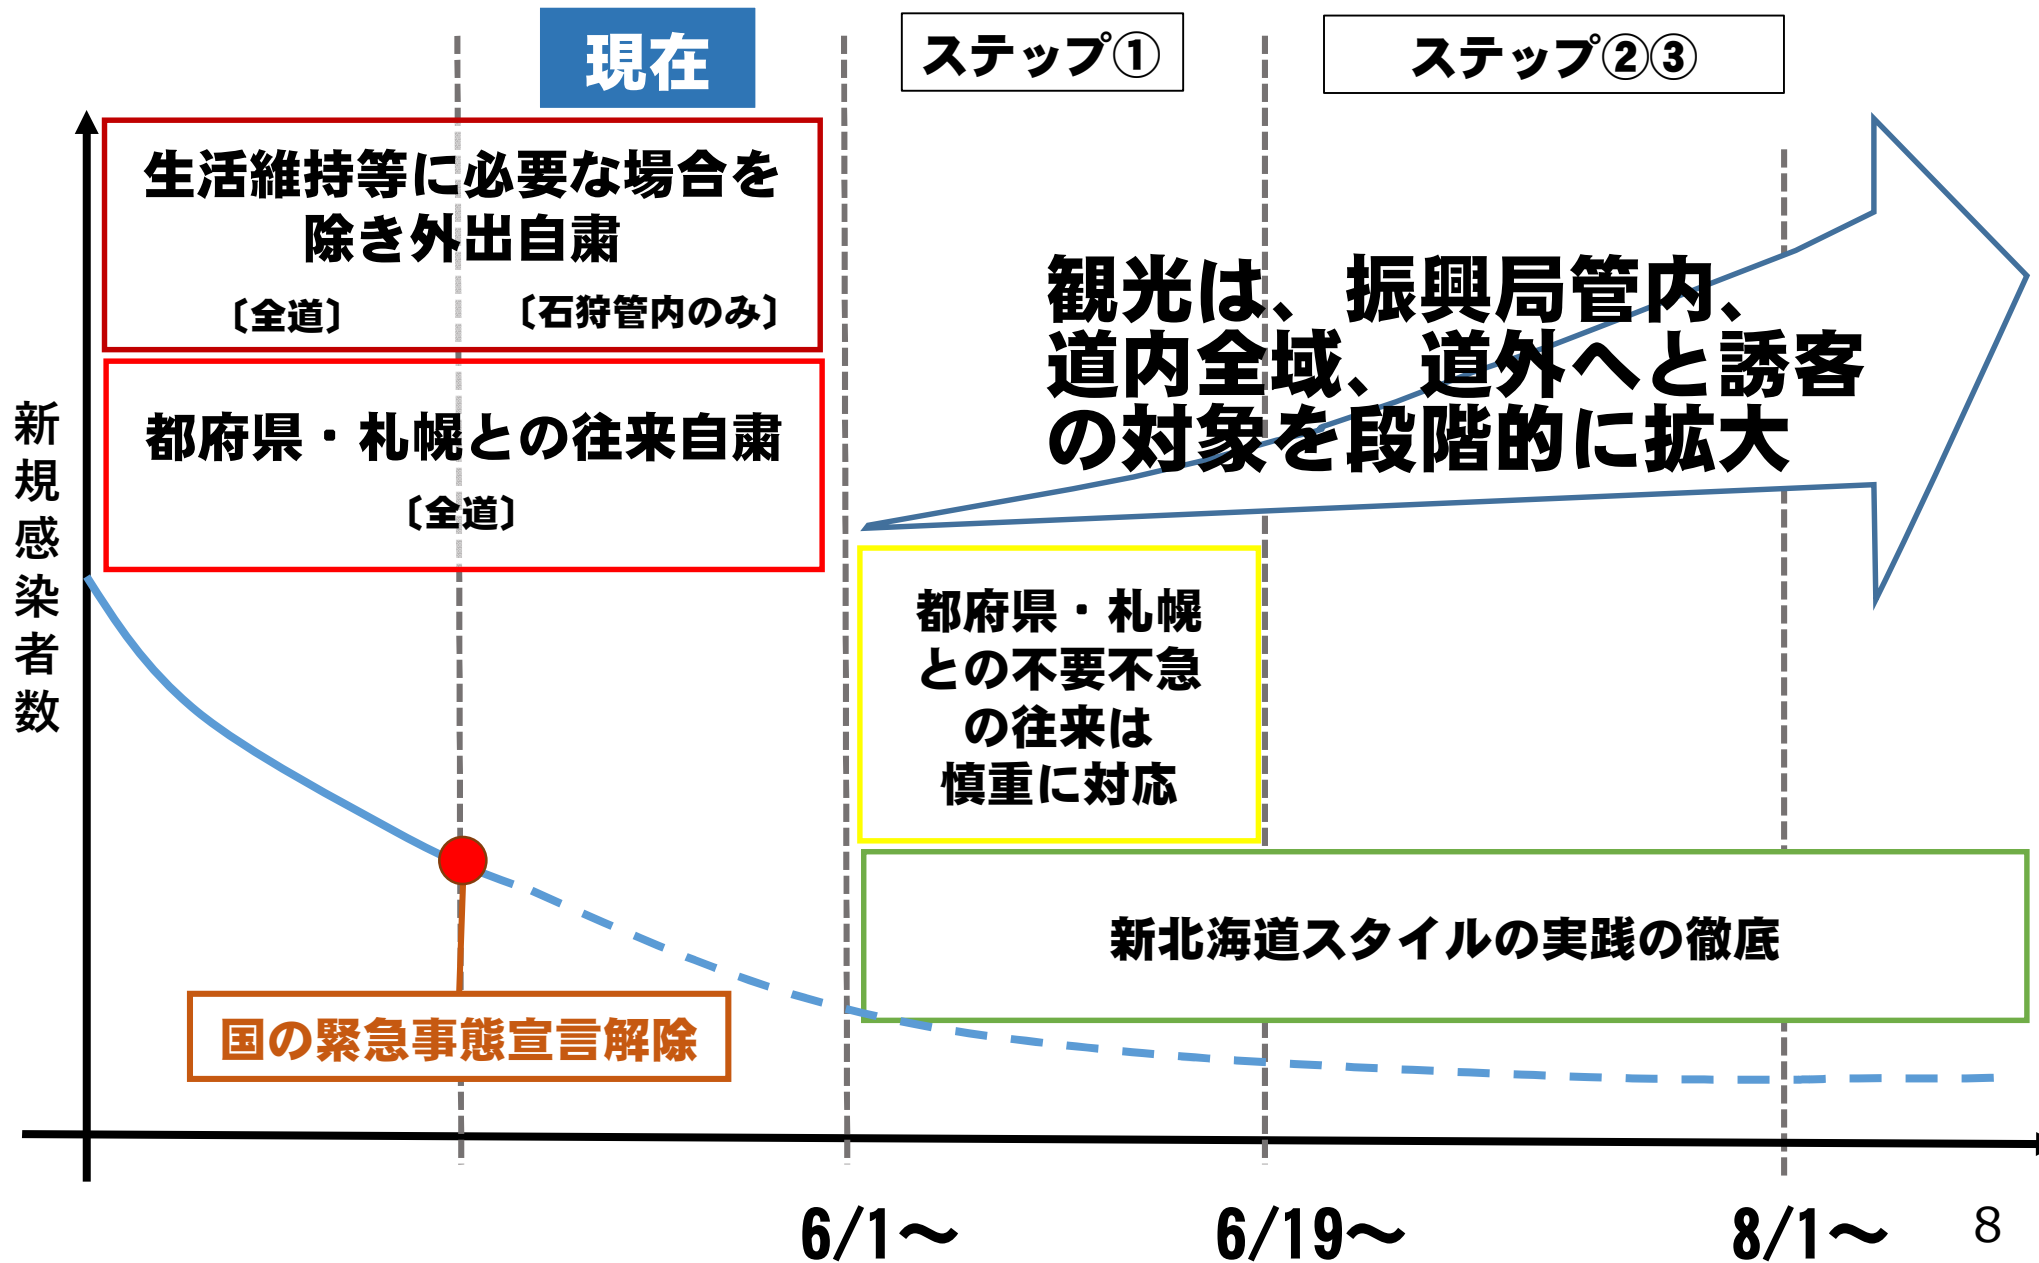 現在
ステップ①
ステップ②③
生活維持等に必要な場合を
除き外出自粛
〔全道〕
〔石狩管内のみ〕
都府県・札幌との往来自粛
〔全道〕
観光は、振興局管内、
道内全域、道外へと誘客
の対象を段階的に拡大
新規感染者数
都府県・札幌
との不要不急
の往来は
慎重に対応
新北海道スタイルの実践の徹底
国の緊急事態宣言解除
6/1～
6/19～
8/1～
8